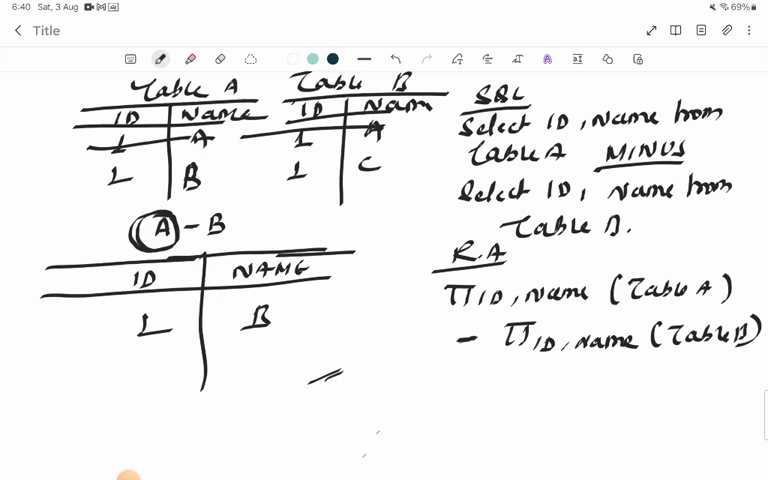 6:40 Sat, 3 Aug
69%
Title
Table A
ID Name
1 A
1 B
Table B
ID Name
1 A
1 C
A - B
ID NAME
1 B
SQL
Select ID, Name from
Table A MINUS
Select ID, Name from
Table B.
R.A
π ID, Name (Table A)
- π ID, Name (Table B)